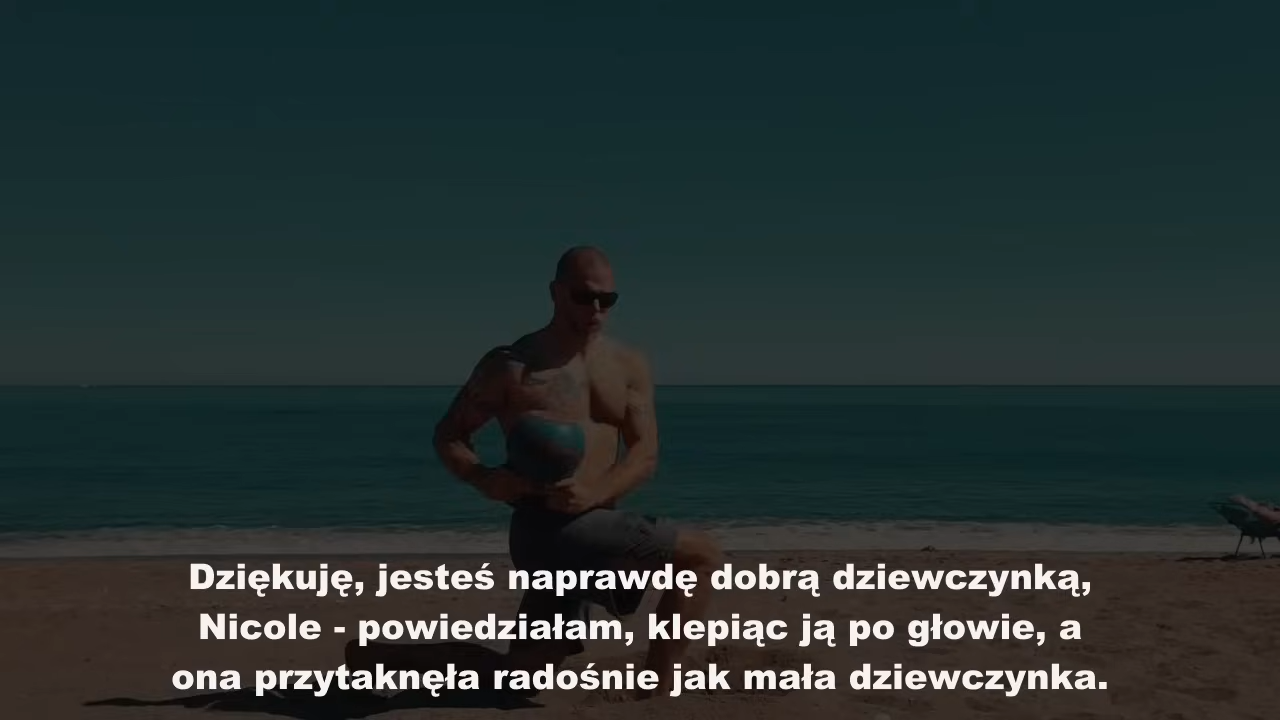 Dziękuję, jesteś naprawdę dobrą dziewczynką,
Nicole - powiedziałam, klepiąc ją po głowie, a
ona przytaknęła radośnie jak mała dziewczynka.